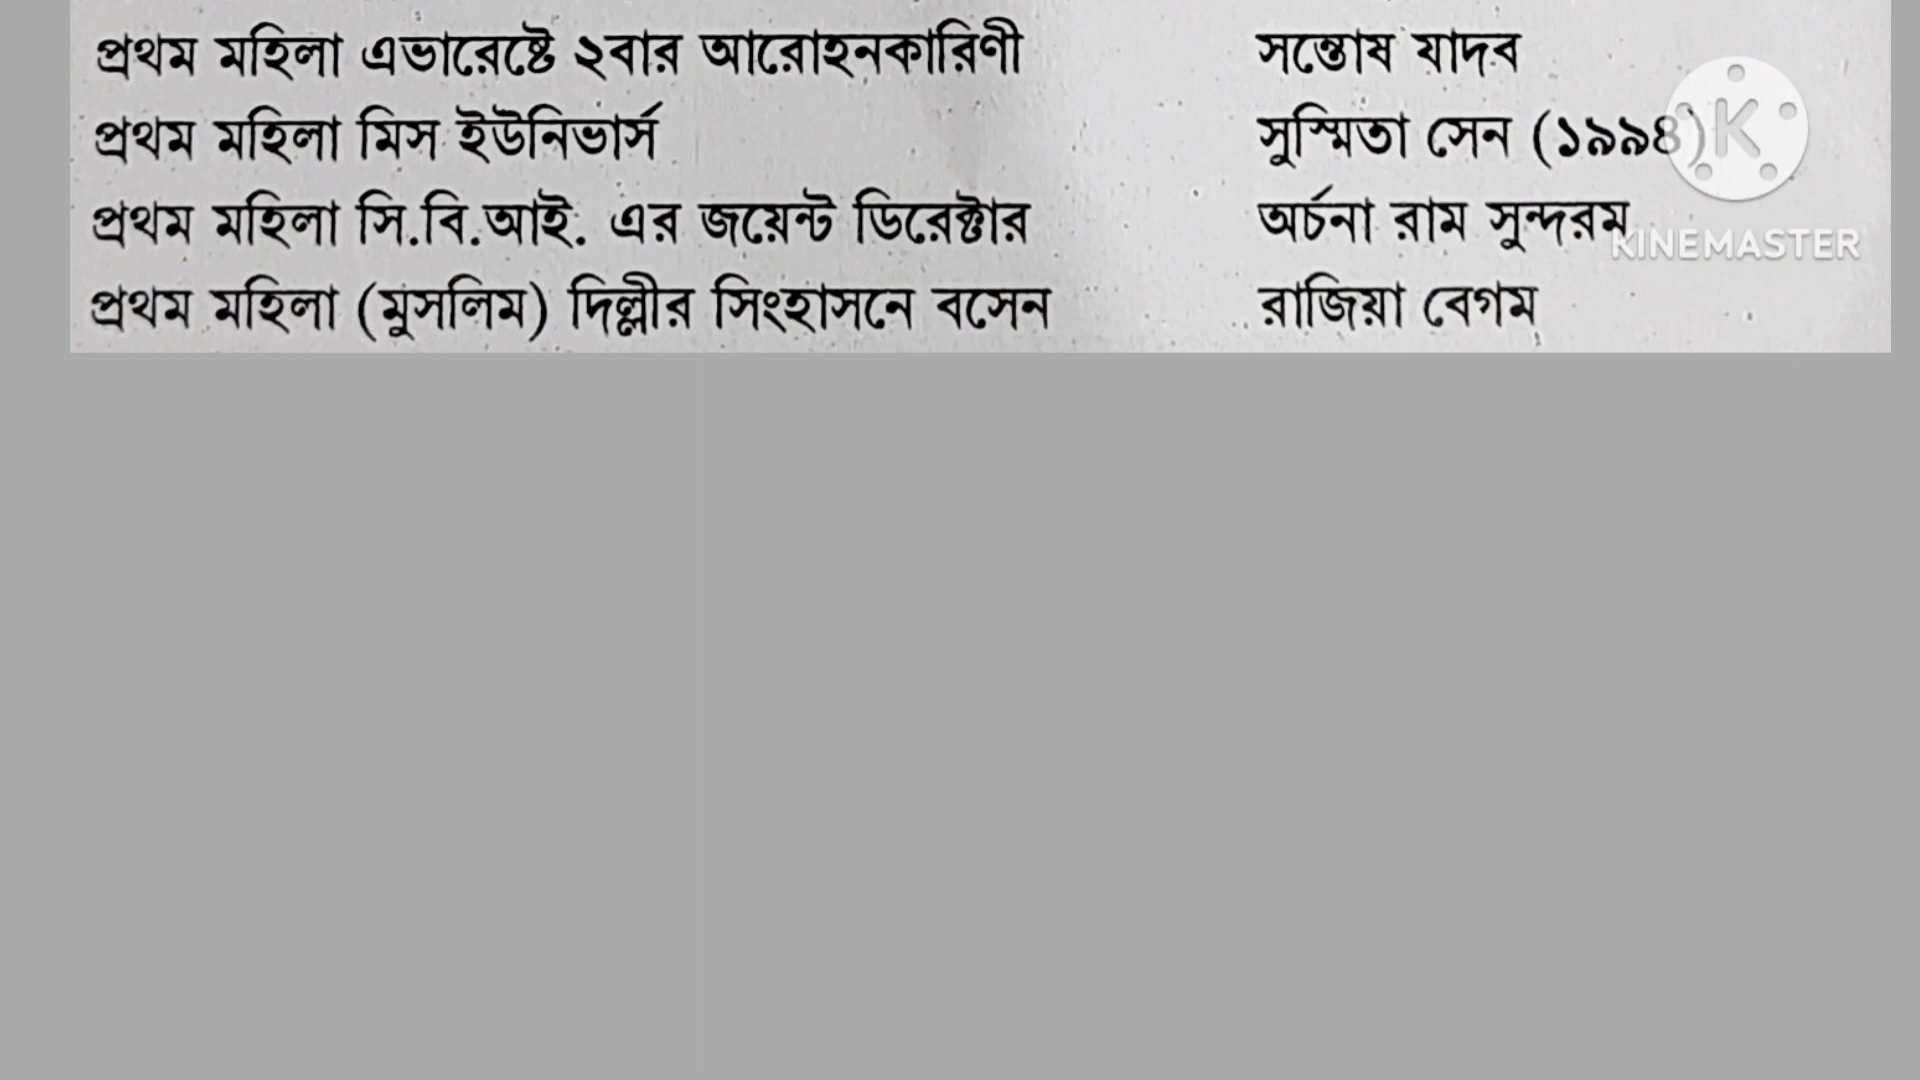 প্রথম মহিলা এভারেষ্টে ২বার আরোহনকারিণী সন্তোষ যাদব
প্রথম মহিলা মিস ইউনিভার্স সুস্মিতা সেন (১৯৯৪)
প্রথম মহিলা সি.বি.আই. এর জয়েন্ট ডিরেক্টার অর্চনা রাম সুন্দরম
প্রথম মহিলা (মুসলিম) দিল্লীর সিংহাসনে বসেন রাজিয়া বেগম
K
KINEMASTER